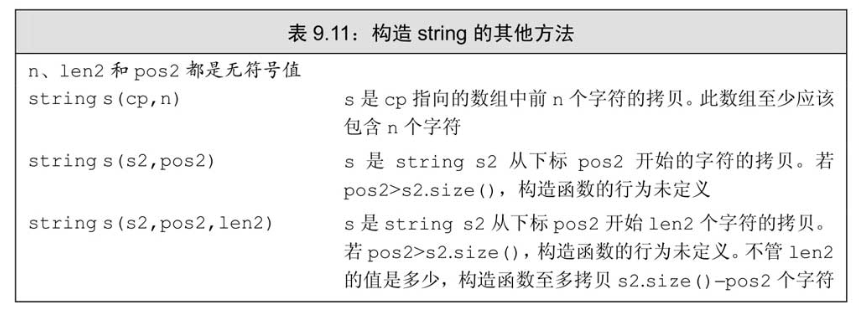 表 9.11：构造 string 的其他方法
n、len2 和 pos2 都是无符号值
string s(cp,n) s 是 cp 指向的数组中前 n 个字符的拷贝。此数组至少应该
包含 n 个字符
string s(s2,pos2) s 是 string s2 从下标 pos2 开始的字符的拷贝。若
pos2>s2.size()，构造函数的行为未定义
string s(s2,pos2,len2) s 是 string s2 从下标 pos2 开始 len2 个字符的拷贝。
若 pos2>s2.size()，构造函数的行为未定义。不管 len2
的值是多少，构造函数至多拷贝 s2.size()-pos2 个字符